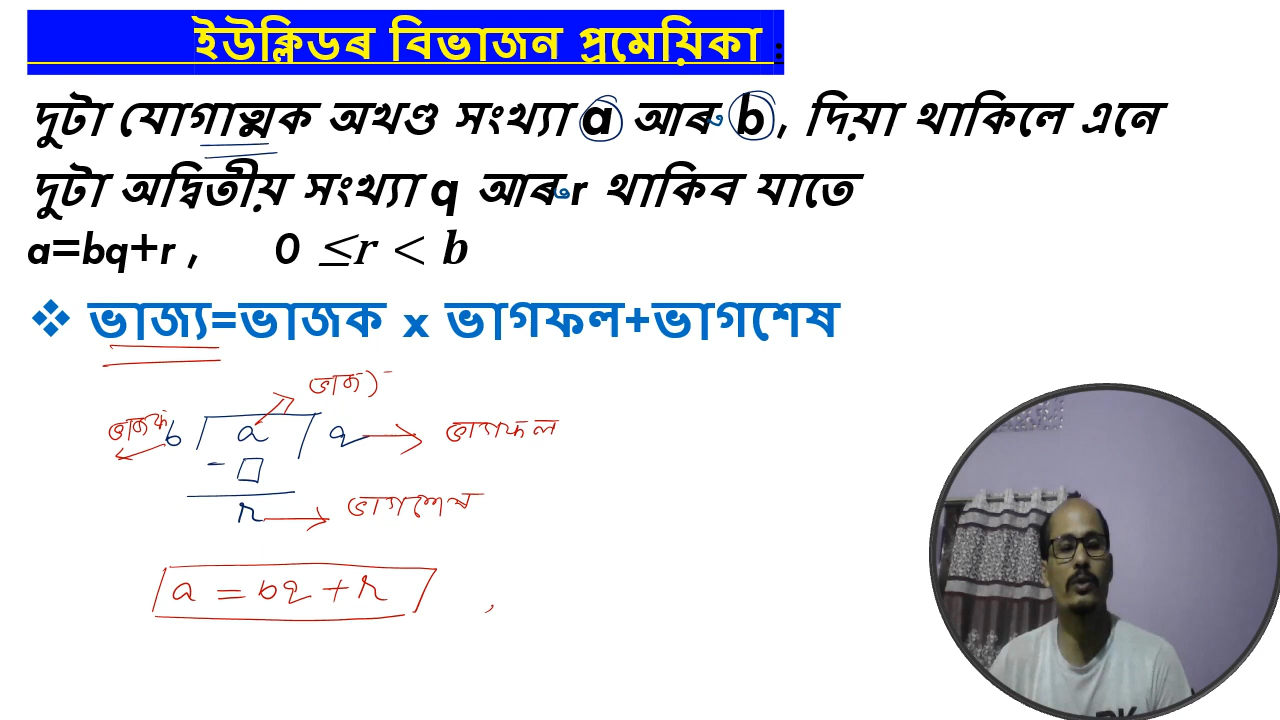 ইউক্লিডৰ বিভাজন প্ৰমেয়িকা :
দুটা যোগাত্মক অখণ্ড সংখ্যা a আৰু b , দিয়া থাকিলে এনে
দুটা অদ্বিতীয় সংখ্যা q আৰু r থাকিব যাতে
a=bq+r , 0 ≤r < b
❖ ভাজ্য=ভাজক x ভাগফল+ভাগশেষ
ভাজ্য
ভাজক b a q ভাগফল
- □
r ভাগশেষ
a = bq + r ,